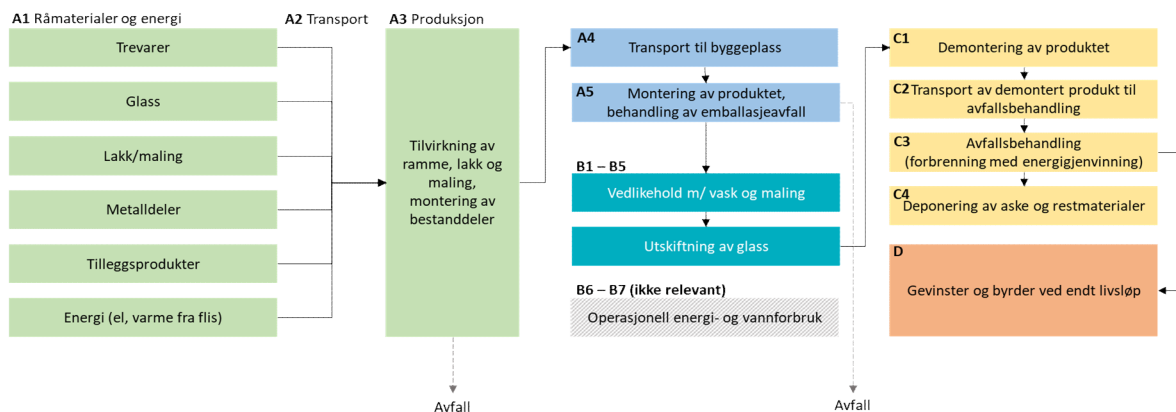 A1 Råmaterialer og energi
Trevarer
Glass
Lakk/maling
Metalldeler
Tilleggsprodukter
Energi (el, varme fra flis)
A2 Transport
A3 Produksjon
Tilvirkning av
ramme, lakk og
maling,
montering av
bestanddeler
Avfall
A4
Transport til byggeplass
A5
Montering av produktet,
behandling av emballasjeavfall
B1 – B5
Vedlikehold m/ vask og maling
Utskiftning av glass
B6 – B7 (ikke relevant)
Operasjonell energi- og vannforbruk
Avfall
C1
Demontering av produktet
C2
Transport av demontert produkt til
avfallsbehandling
C3
Avfallsbehandling
(forbrenning med energigjenvinning)
C4
Deponering av aske og restmaterialer
D
Gevinster og byrder ved endt livsløp